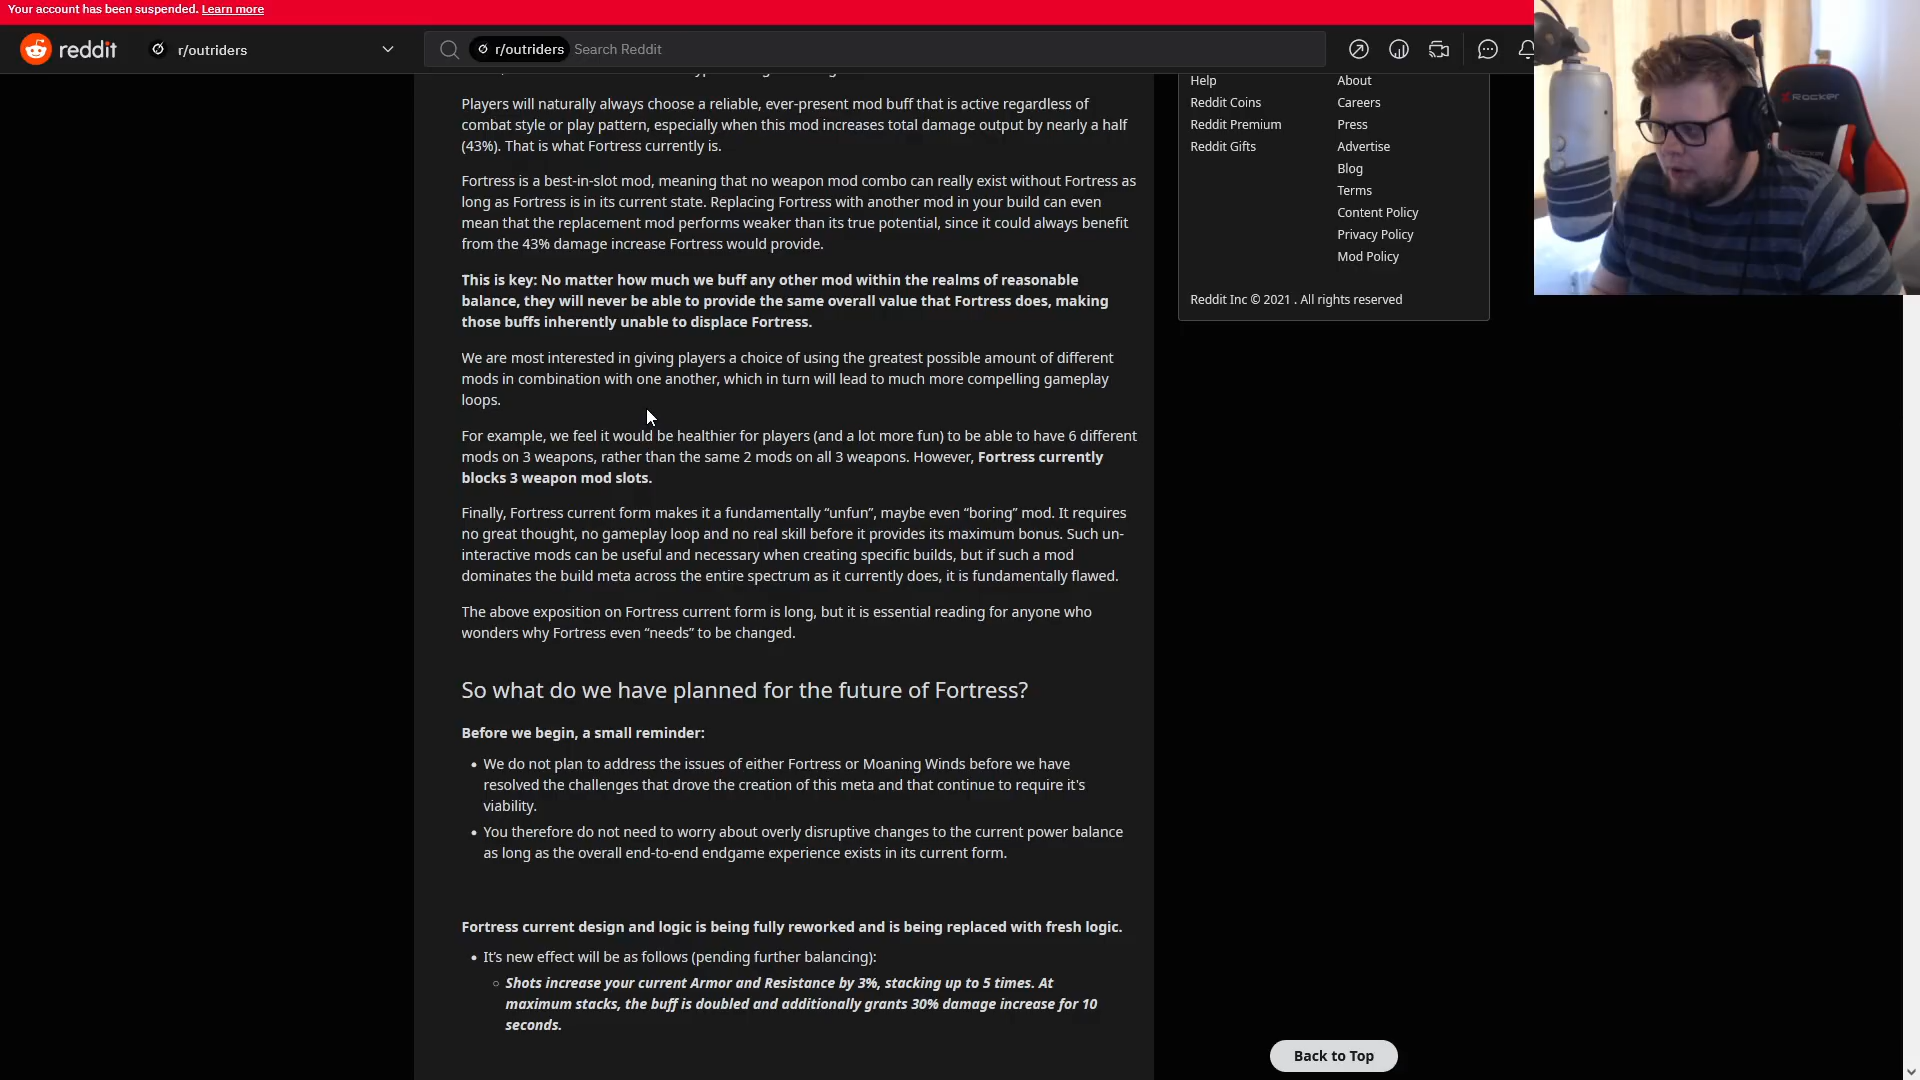 Your account has been suspended. Learn more
reddit
r/outriders
r/outriders Search Reddit
Players will naturally always choose a reliable, ever-present mod buff that is active regardless of
combat style or play pattern, especially when this mod increases total damage output by nearly a half
(43%). That is what Fortress currently is.
Fortress is a best-in-slot mod, meaning that no weapon mod combo can really exist without Fortress as
long as Fortress is in its current state. Replacing Fortress with another mod in your build can even
mean that the replacement mod performs weaker than its true potential, since it could always benefit
from the 43% damage increase Fortress would provide.
This is key: No matter how much we buff any other mod within the realms of reasonable
balance, they will never be able to provide the same overall value that Fortress does, making
those buffs inherently unable to displace Fortress.
We are most interested in giving players a choice of using the greatest possible amount of different
mods in combination with one another, which in turn will lead to much more compelling gameplay
loops.
For example, we feel it would be healthier for players (and a lot more fun) to be able to have 6 different
mods on 3 weapons, rather than the same 2 mods on all 3 weapons. However, Fortress currently
blocks 3 weapon mod slots.
Finally, Fortress current form makes it a fundamentally “unfun”, maybe even “boring” mod. It requires
no great thought, no gameplay loop and no real skill before it provides its maximum bonus. Such un-
interactive mods can be useful and necessary when creating specific builds, but if such a mod
dominates the build meta across the entire spectrum as it currently does, it is fundamentally flawed.
The above exposition on Fortress current form is long, but it is essential reading for anyone who
wonders why Fortress even “needs” to be changed.
So what do we have planned for the future of Fortress?
Before we begin, a small reminder:
• We do not plan to address the issues of either Fortress or Moaning Winds before we have
resolved the challenges that drove the creation of this meta and that continue to require it's
viability.
• You therefore do not need to worry about overly disruptive changes to the current power balance
as long as the overall end-to-end endgame experience exists in its current form.
Fortress current design and logic is being fully reworked and is being replaced with fresh logic.
• It’s new effect will be as follows (pending further balancing):
○ Shots increase your current Armor and Resistance by 3%, stacking up to 5 times. At
maximum stacks, the buff is doubled and additionally grants 30% damage increase for 10
seconds.
Help
Reddit Coins
Reddit Premium
Reddit Gifts
About
Careers
Press
Advertise
Blog
Terms
Content Policy
Privacy Policy
Mod Policy
Reddit Inc © 2021 . All rights reserved
Back to Top
ROCKER